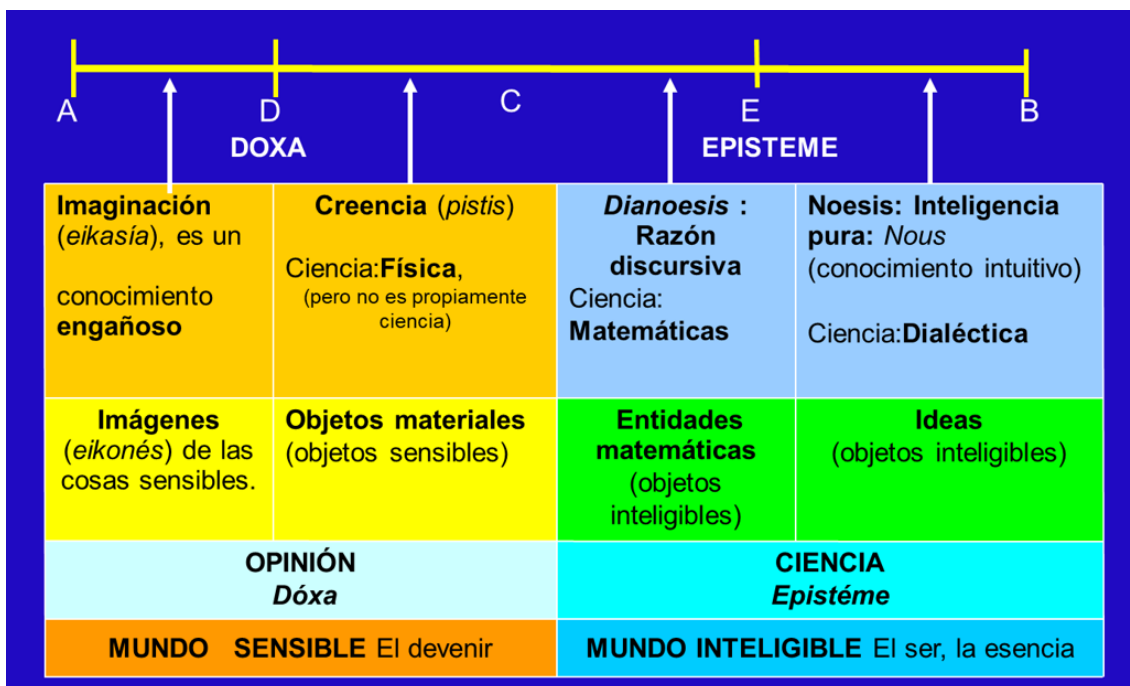 A D C E B
DOXA EPISTEME
Imaginación
(eikasía), es un
conocimiento
engañoso
Creencia (pistis)
Ciencia:Física,
(pero no es propiamente
ciencia)
Dianoesis :
Razón
discursiva
Ciencia:
Matemáticas
Noesis: Inteligencia
pura: Nous
(conocimiento intuitivo)
Ciencia:Dialéctica
Imágenes
(eikonés) de las
cosas sensibles.
Objetos materiales
(objetos sensibles)
Entidades
matemáticas
(objetos
inteligibles)
Ideas
(objetos inteligibles)
OPINIÓN
Dóxa
CIENCIA
Epistéme
MUNDO SENSIBLE El devenir
MUNDO INTELIGIBLE El ser, la esencia